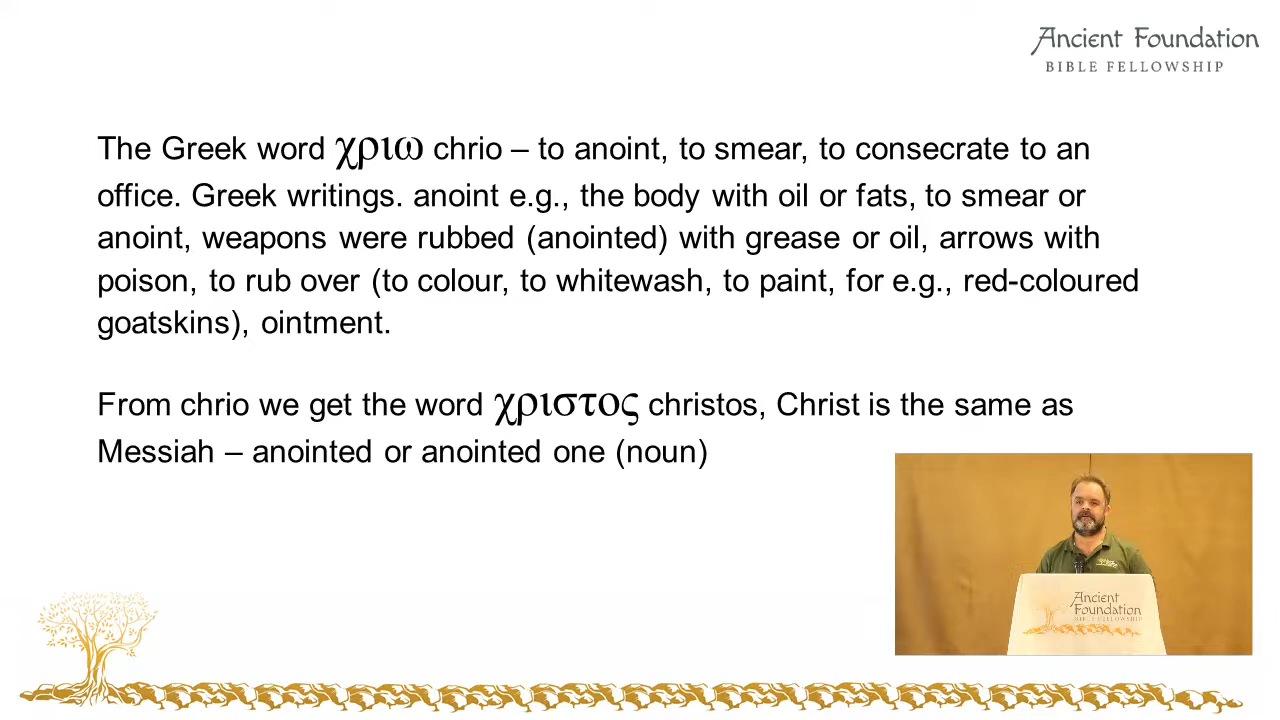 Ancient Foundation
BIBLE FELLOWSHIP
The Greek word χριω chrio – to anoint, to smear, to consecrate to an
office. Greek writings. anoint e.g., the body with oil or fats, to smear or
anoint, weapons were rubbed (anointed) with grease or oil, arrows with
poison, to rub over (to colour, to whitewash, to paint, for e.g., red-coloured
goatskins), ointment.
From chrio we get the word χριστος christos, Christ is the same as
Messiah – anointed or anointed one (noun)
Ancient
Foundation
BIBLE FELLOWSHIP